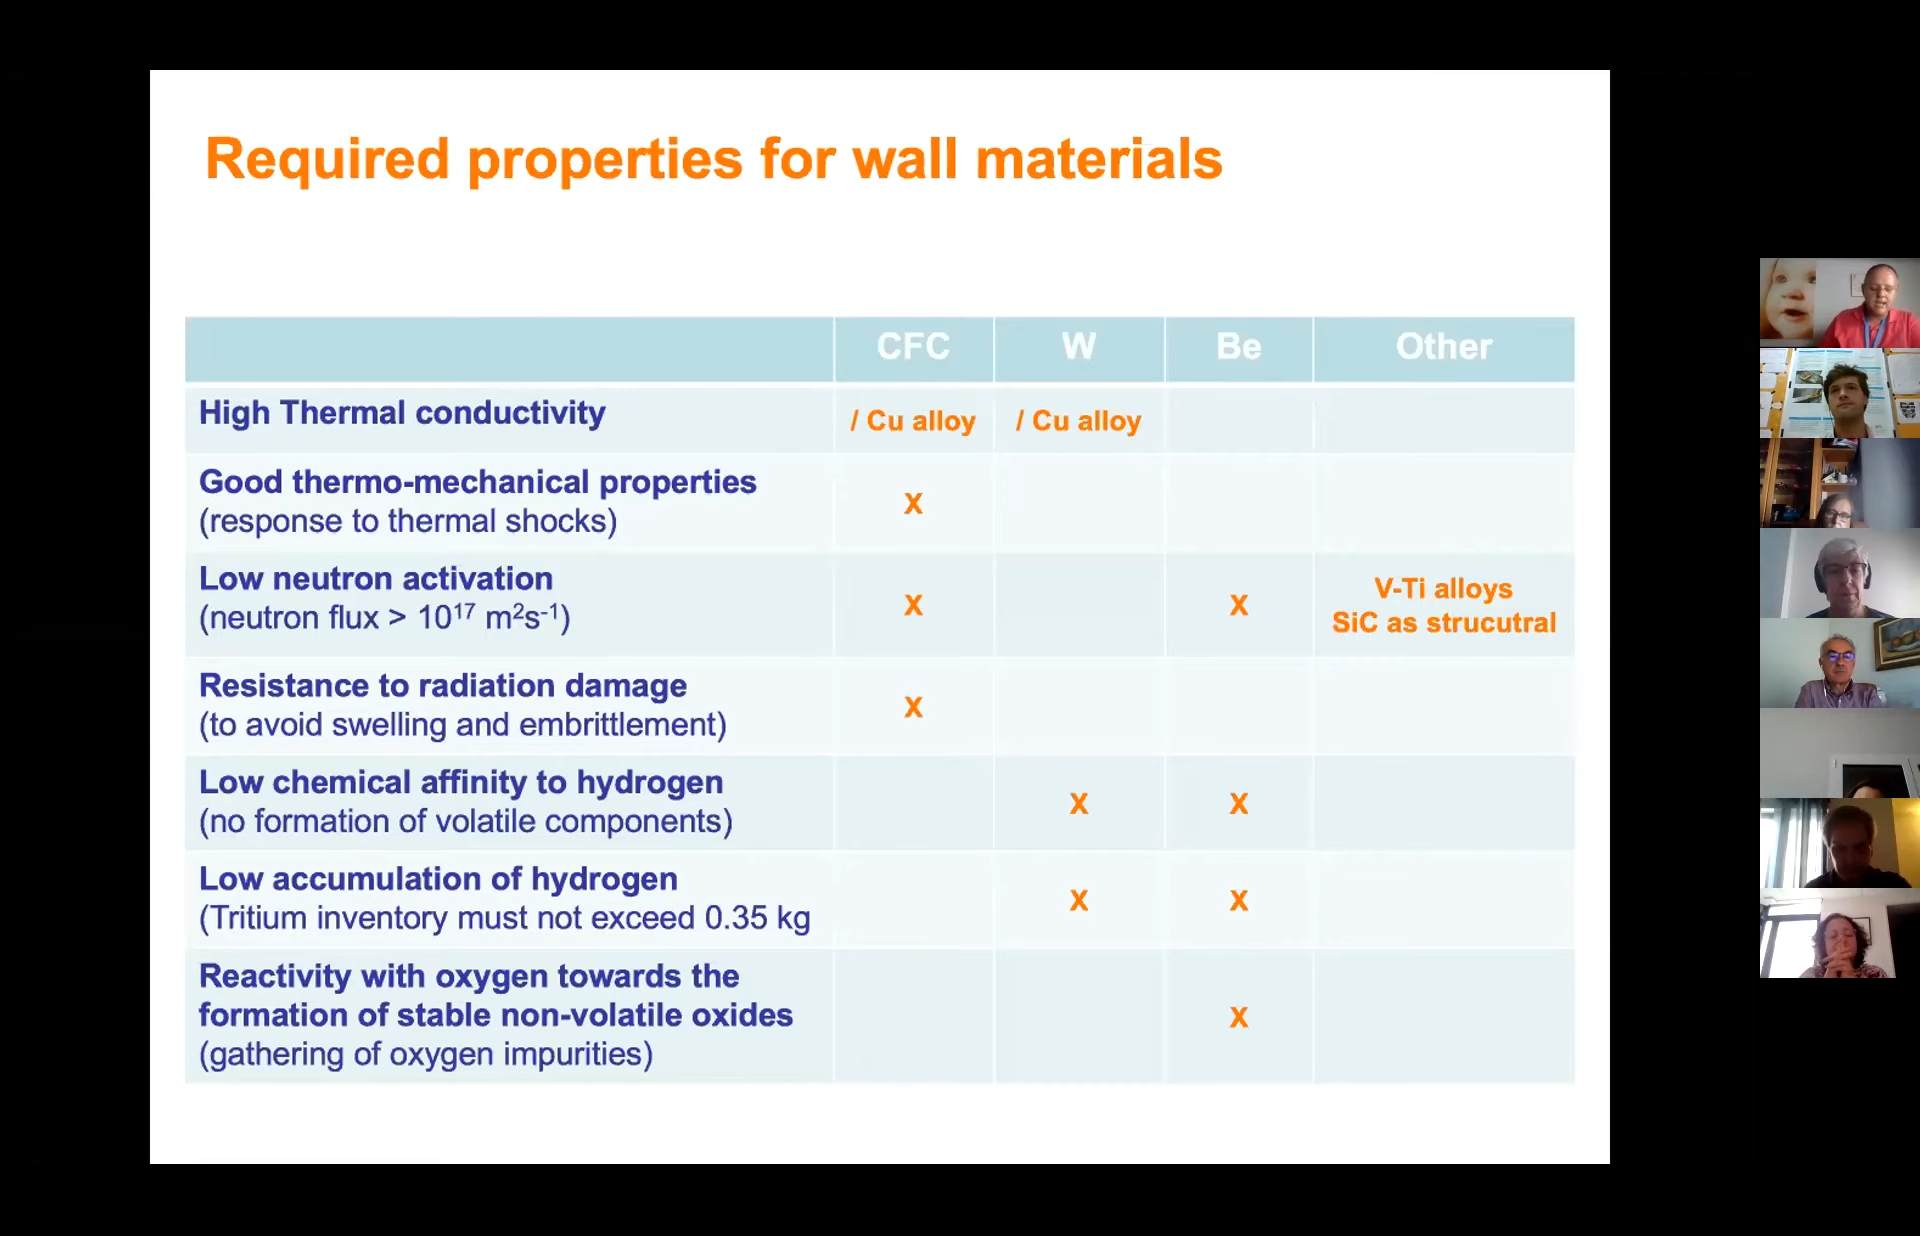 Required properties for wall materials
CFC W Be Other
High Thermal conductivity / Cu alloy / Cu alloy
Good thermo-mechanical properties
(response to thermal shocks) X
Low neutron activation
(neutron flux > 10¹⁷ m²s⁻¹) X X V-Ti alloys
SiC as strucutral
Resistance to radiation damage
(to avoid swelling and embrittlement) X
Low chemical affinity to hydrogen
(no formation of volatile components) X X
Low accumulation of hydrogen
(Tritium inventory must not exceed 0.35 kg X X
Reactivity with oxygen towards the
formation of stable non-volatile oxides X
(gathering of oxygen impurities)